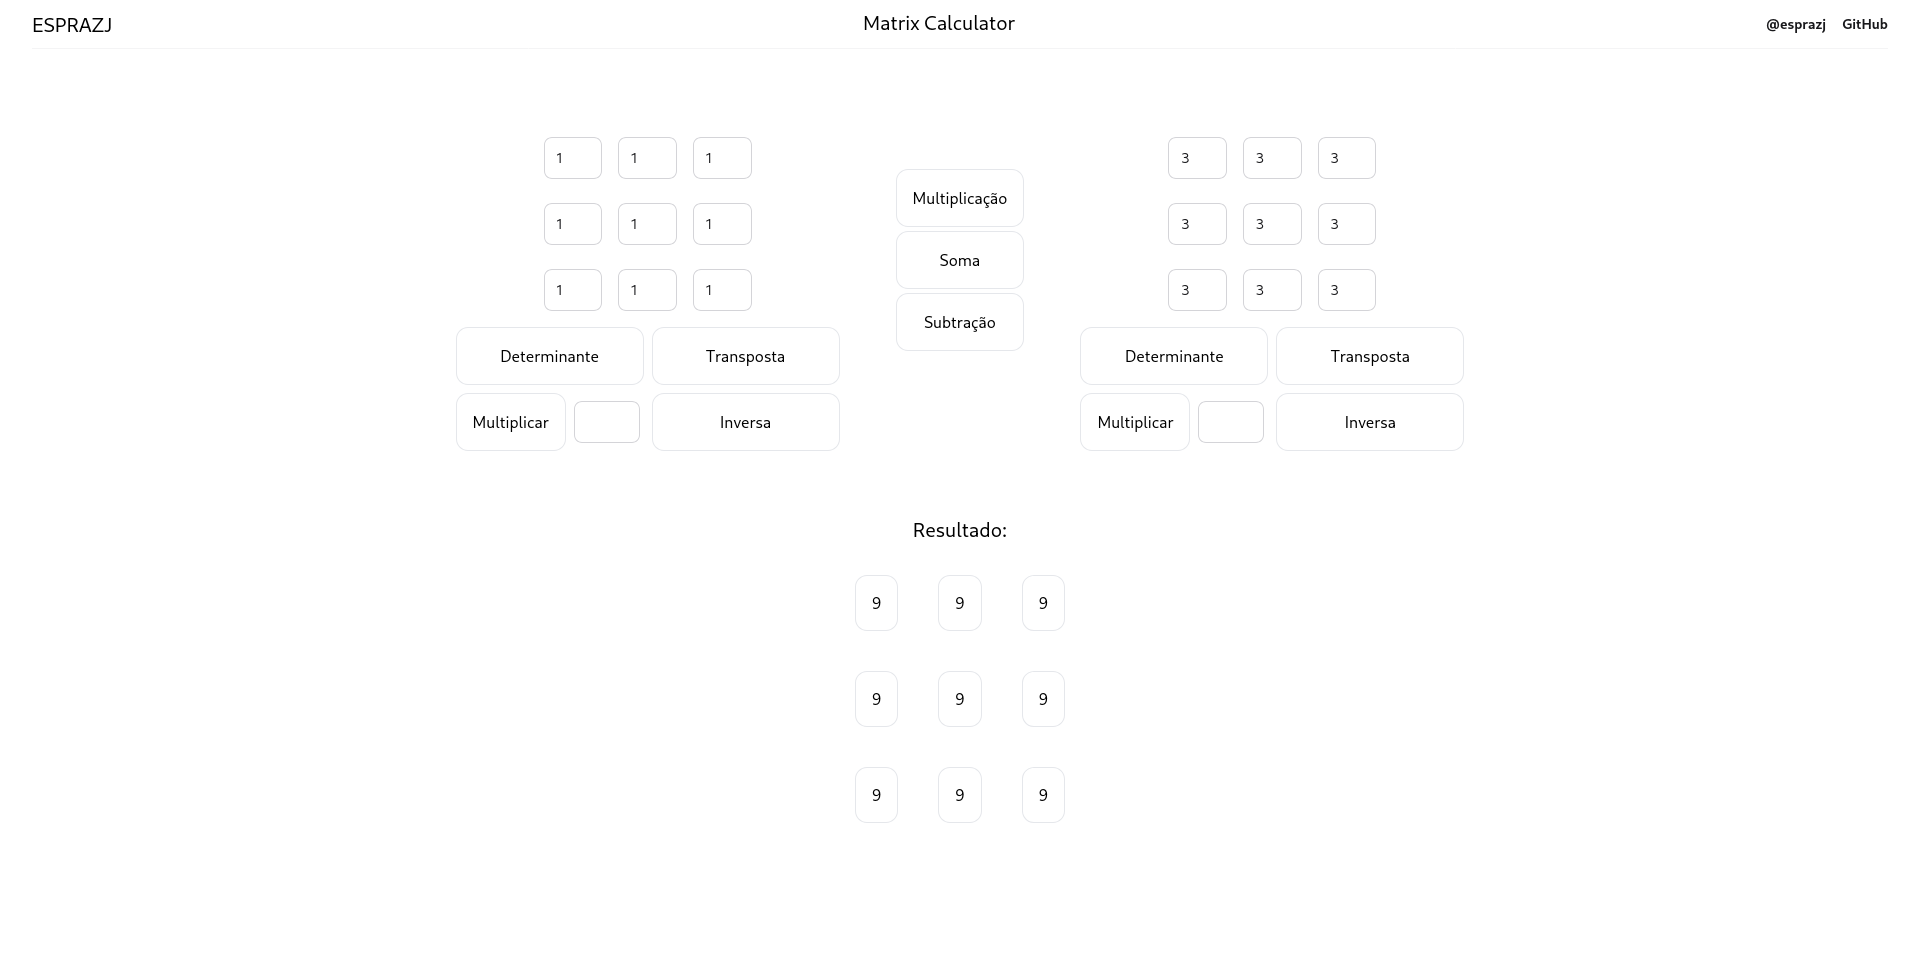 ESPRAZJ
Matrix Calculator
@esprazj GitHub
1 1 1
1 1 1
1 1 1
Determinante Transposta
Multiplicar Inversa
Multiplicação
Soma
Subtração
3 3 3
3 3 3
3 3 3
Determinante Transposta
Multiplicar Inversa
Resultado:
9 9 9
9 9 9
9 9 9